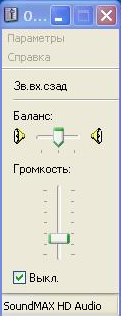 О...
Параметры
Справка
Зв.вх.сзад
Баланс:
Громкость:
Выкл.
SoundMAX HD Audio